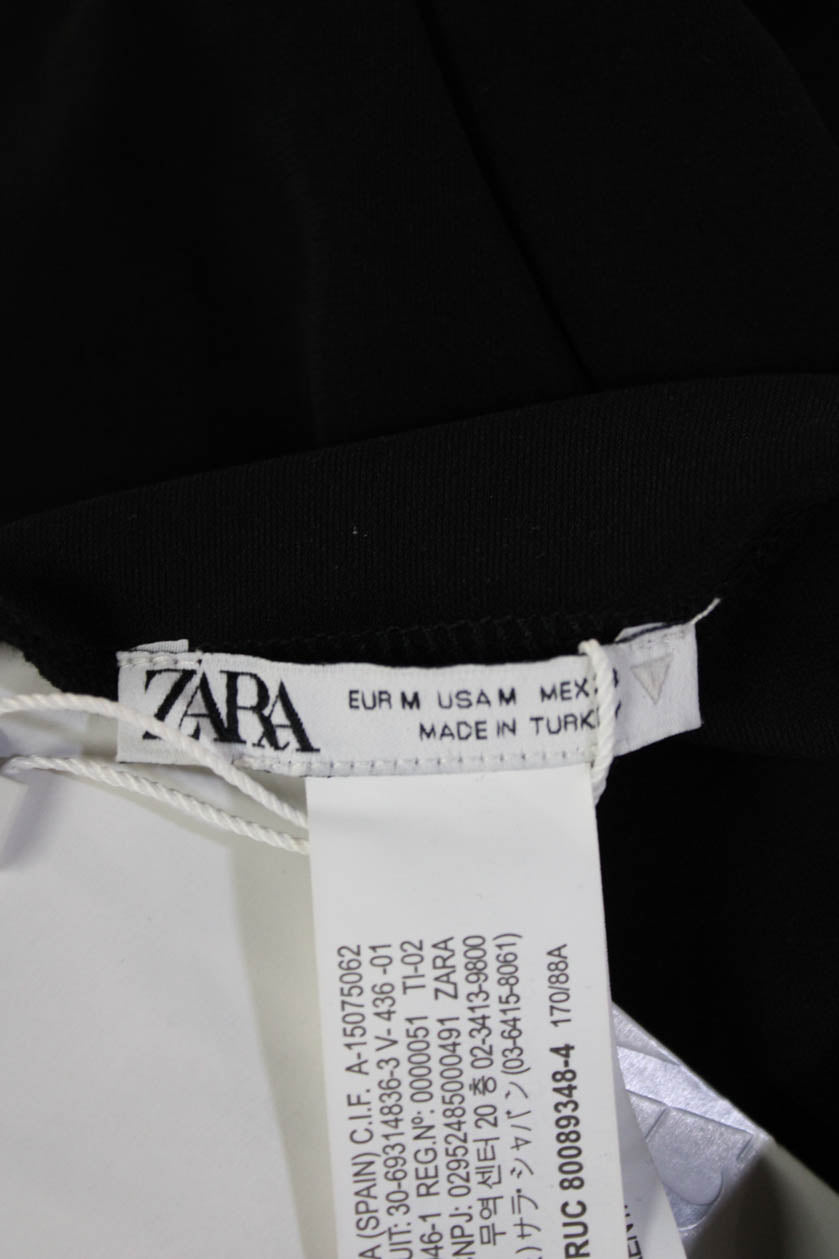 ZARA
EUR M USA M MEX
MADE IN TURKEY
A (SPAIN) C.I.F. A-15075062
UIT: 30-69314836-3 V- 436 -01
46-1 REG.Nº: 0000051 TI-02
CNPJ: 02952485000491 ZARA
무역센터 20 층 02-3413-9800
) サラ・ジャパン (03-6415-8061)
RUC 80089348-4 170/88A